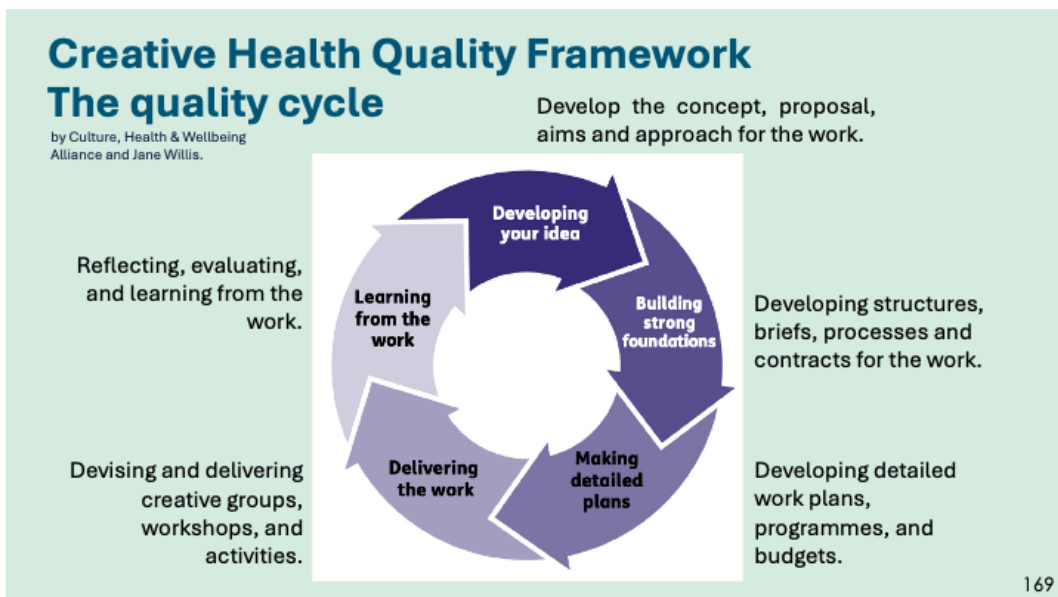 Creative Health Quality Framework
The quality cycle
by Culture, Health & Wellbeing
Alliance and Jane Willis.
Develop the concept, proposal,
aims and approach for the work.
Developing
your idea
Building
strong
foundations
Developing structures,
briefs, processes and
contracts for the work.
Making
detailed
plans
Developing detailed
work plans,
programmes, and
budgets.
Delivering
the work
Devising and delivering
creative groups,
workshops, and
activities.
Learning
from the
work
Reflecting, evaluating,
and learning from the
work.
169